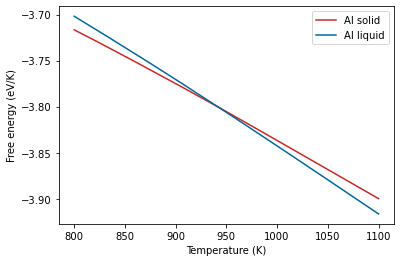 −3.70
−3.75
−3.80
−3.85
−3.90
Free energy (eV/K)
Al solid
Al liquid
800 850 900 950 1000 1050 1100
Temperature (K)